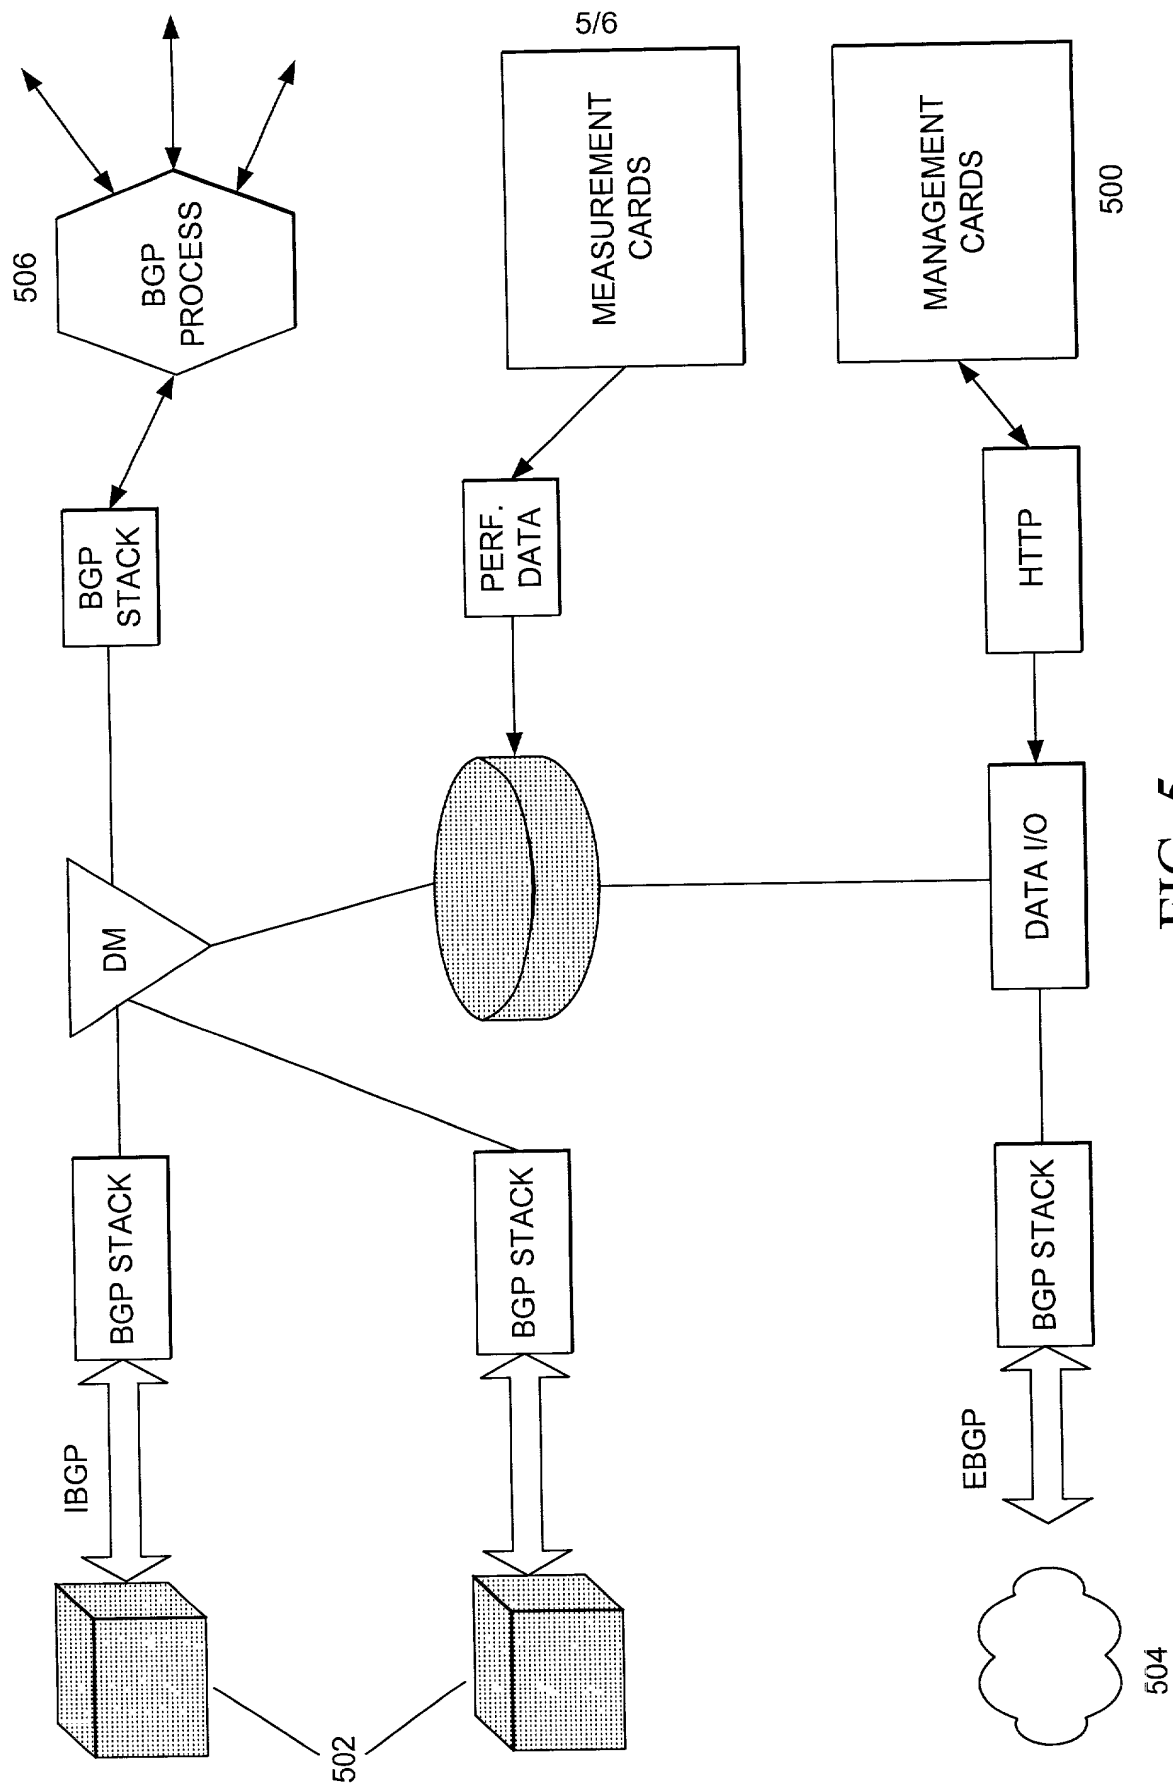 506
BGP
PROCESS
BGP
STACK
DM
BGP STACK
IBGP
5/6
MEASUREMENT
CARDS
PERF.
DATA
BGP STACK
502
500
MANAGEMENT
CARDS
HTTP
DATA I/O
BGP STACK
EBGP
504
FIG. 5